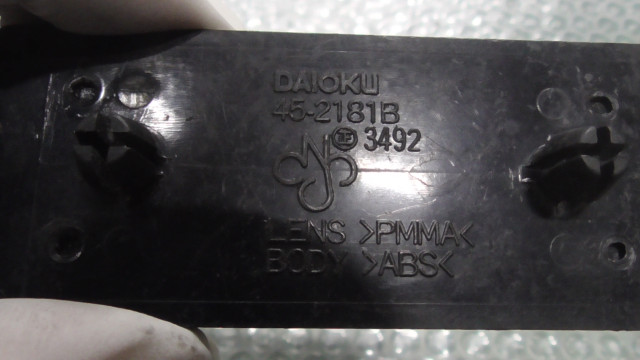 DAIOKU
45-2181B
3492
LENS >PMMA<
BODY >ABS<